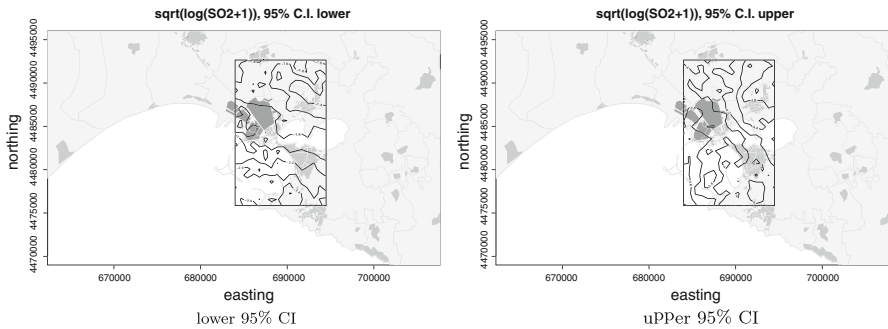 sqrt(log(SO2+1)), 95% C.I. lower
northing
4495000
4490000
4485000
4480000
4475000
4470000
670000
680000
690000
700000
easting
lower 95% CI
sqrt(log(SO2+1)), 95% C.I. upper
northing
4495000
4490000
4485000
4480000
4475000
4470000
670000
680000
690000
700000
easting
upper 95% CI